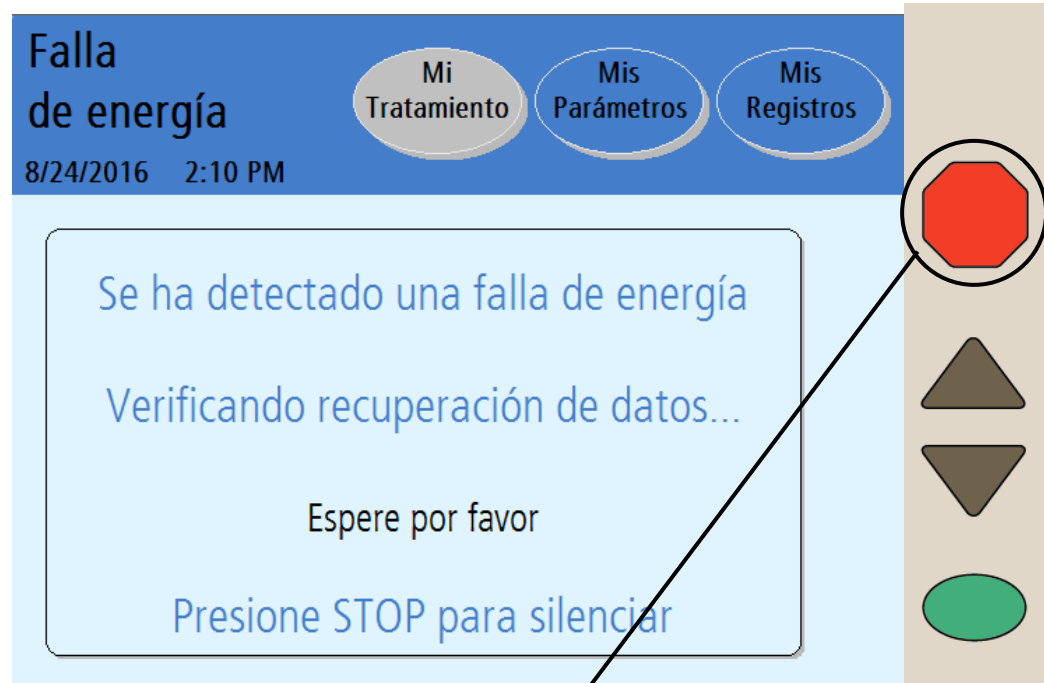 Falla
de energía
8/24/2016 2:10 PM
Mi
Tratamiento
Mis
Parámetros
Mis
Registros
Se ha detectado una falla de energía
Verificando recuperación de datos...
Espere por favor
Presione STOP para silenciar